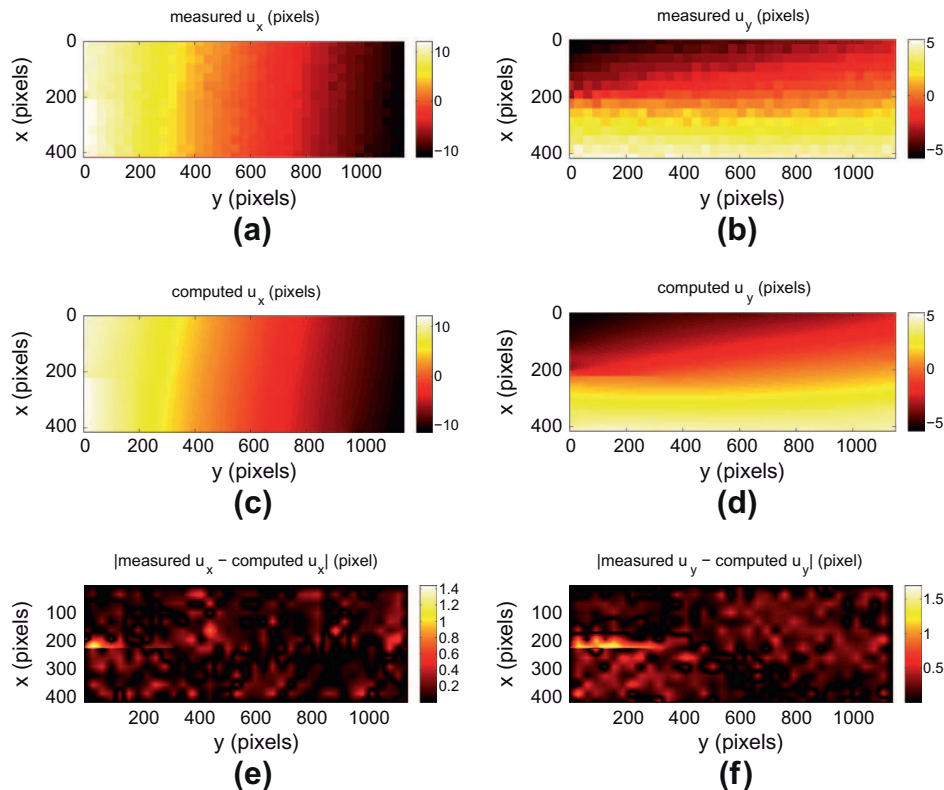 measured u_x (pixels)
0
200
400
x (pixels)
0 200 400 600 800 1000
y (pixels)
10
0
−10
(a)
measured u_y (pixels)
0
200
400
x (pixels)
0 200 400 600 800 1000
y (pixels)
5
0
−5
(b)
computed u_x (pixels)
0
200
400
x (pixels)
0 200 400 600 800 1000
y (pixels)
10
0
−10
(c)
computed u_y (pixels)
0
200
400
x (pixels)
0 200 400 600 800 1000
y (pixels)
5
0
−5
(d)
|measured u_x − computed u_x| (pixel)
100
200
300
400
x (pixels)
200 400 600 800 1000
y (pixels)
1.4
1.2
1
0.8
0.6
0.4
0.2
(e)
|measured u_y − computed u_y| (pixel)
100
200
300
400
x (pixels)
200 400 600 800 1000
y (pixels)
1.5
1
0.5
(f)